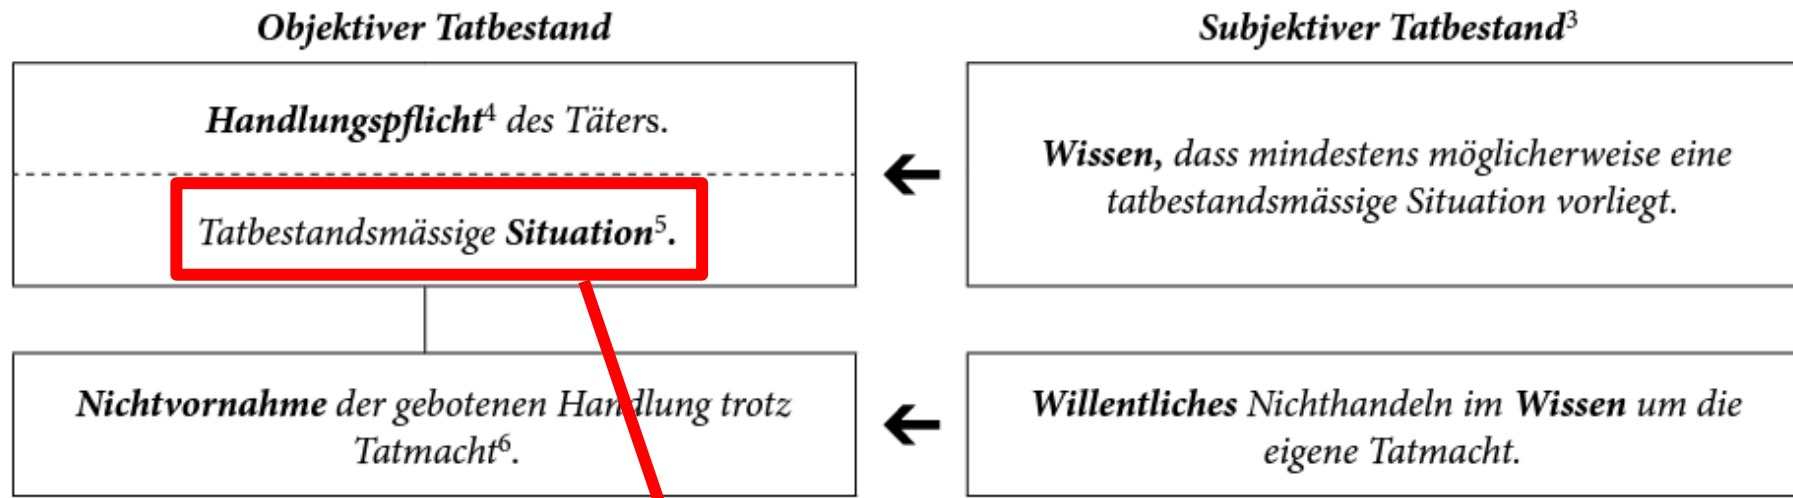 Objektiver Tatbestand
Handlungspflicht⁴ des Täters.
Tatbestandsmässige Situation⁵.
Nichtvornahme der gebotenen Handlung trotz
Tatmacht⁶.
Subjektiver Tatbestand³
Wissen, dass mindestens möglicherweise eine
tatbestandsmässige Situation vorliegt.
Willentliches Nichthandeln im Wissen um die
eigene Tatmacht.